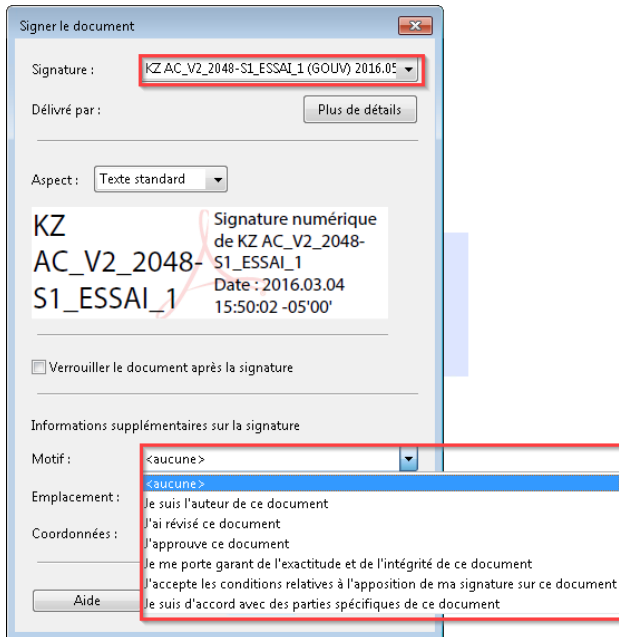 Signer le document
Signature :
KZ AC_V2_2048-S1_ESSAI_1 (GOUV) 2016.05
Délivré par :
Plus de détails
Aspect :
Texte standard
KZ
AC_V2_2048-
S1_ESSAI_1
Signature numérique
de KZ AC_V2_2048-
S1_ESSAI_1
Date : 2016.03.04
15:50:02 -05'00'
Verrouiller le document après la signature
Informations supplémentaires sur la signature
Motif :
<aucune>
<aucune>
Emplacement :
Je suis l'auteur de ce document
J'ai révisé ce document
Coordonnées :
J'approuve ce document
Je me porte garant de l'exactitude et de l'intégrité de ce document
J'accepte les conditions relatives à l'apposition de ma signature sur ce document
Aide
Je suis d'accord avec des parties spécifiques de ce document